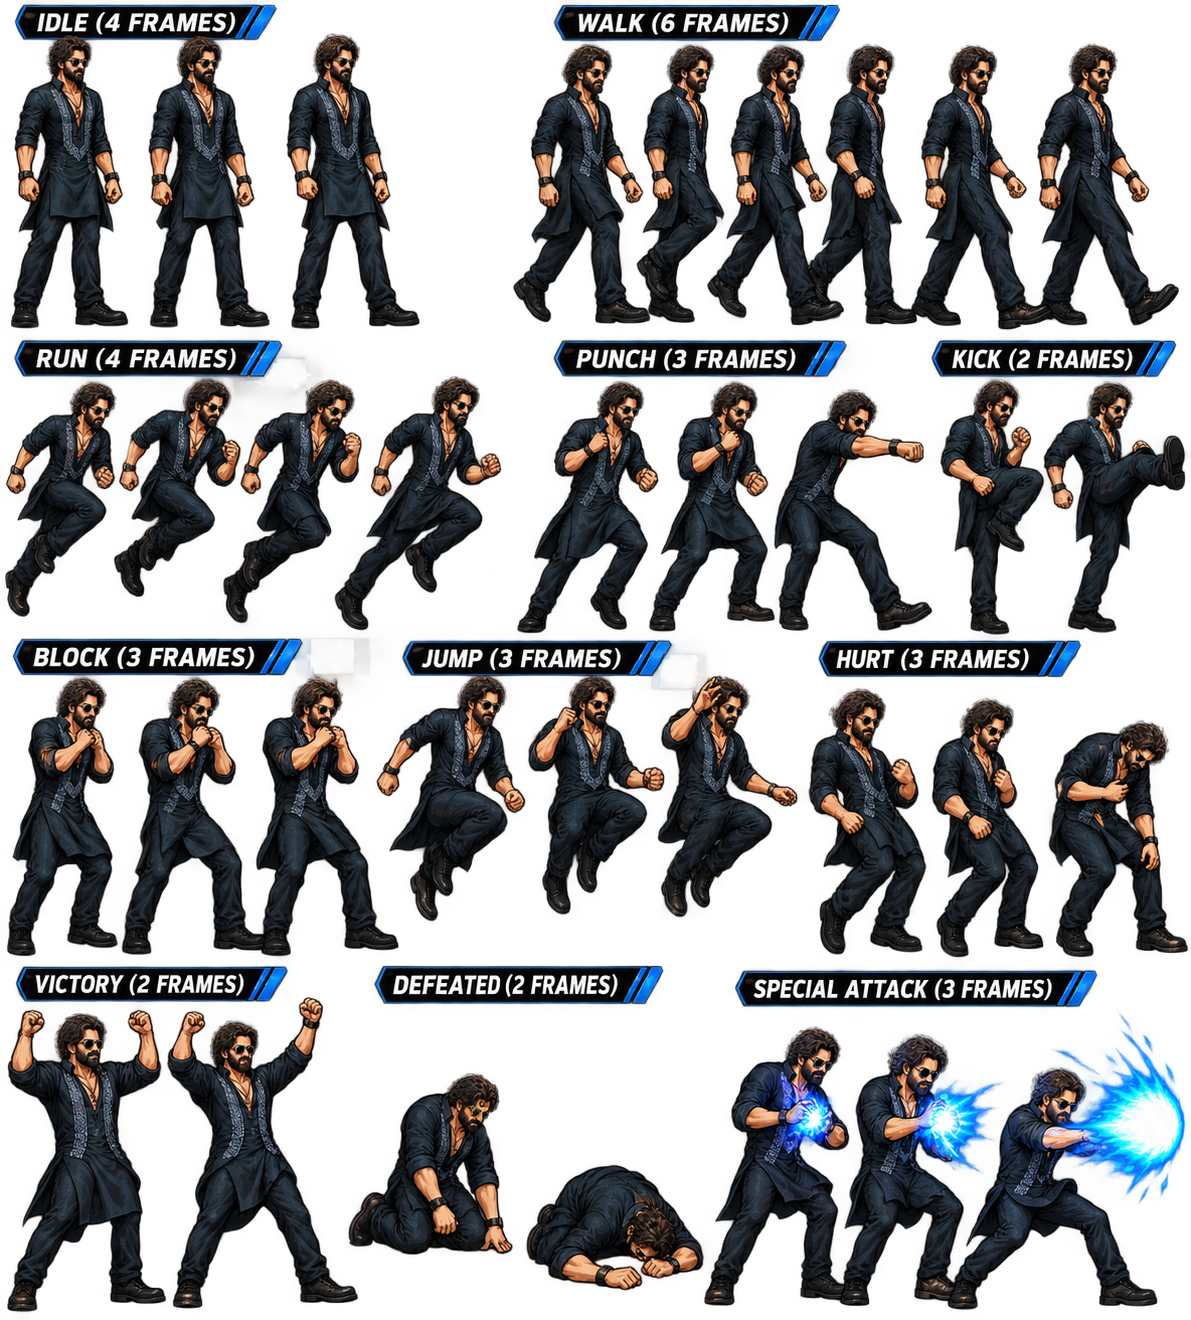 IDLE (4 FRAMES)
WALK (6 FRAMES)
RUN (4 FRAMES)
PUNCH (3 FRAMES)
KICK (2 FRAMES)
BLOCK (3 FRAMES)
JUMP (3 FRAMES)
HURT (3 FRAMES)
VICTORY (2 FRAMES)
DEFEATED (2 FRAMES)
SPECIAL ATTACK (3 FRAMES)